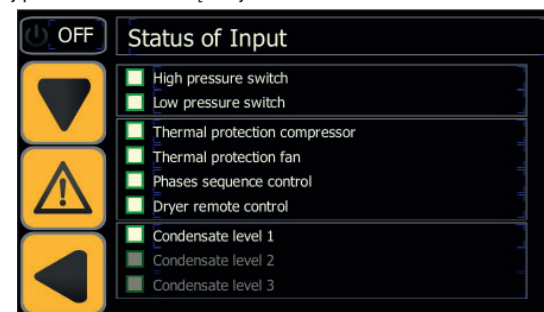 OFF
Status of Input
High pressure switch
Low pressure switch
Thermal protection compressor
Thermal protection fan
Phases sequence control
Dryer remote control
Condensate level 1
Condensate level 2
Condensate level 3